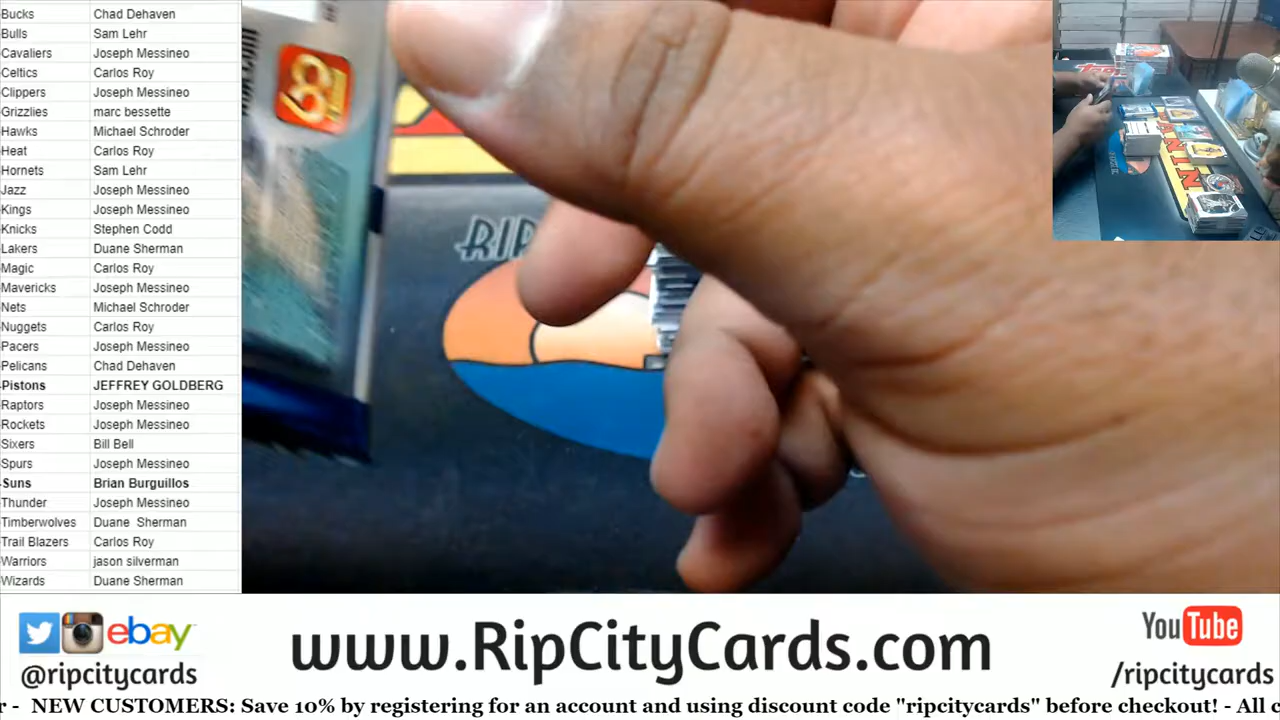 Bucks Chad Dehaven
Bulls Sam Lehr
Cavaliers Joseph Messineo
Celtics Carlos Roy
Clippers Joseph Messineo
Grizzlies marc bessette
Hawks Michael Schroder
Heat Carlos Roy
Hornets Sam Lehr
Jazz Joseph Messineo
Kings Joseph Messineo
Knicks Stephen Codd
Lakers Duane Sherman
Magic Carlos Roy
Mavericks Joseph Messineo
Nets Michael Schroder
Nuggets Carlos Roy
Pacers Joseph Messineo
Pelicans Chad Dehaven
Pistons JEFFREY GOLDBERG
Raptors Joseph Messineo
Rockets Joseph Messineo
Sixers Bill Bell
Spurs Joseph Messineo
Suns Brian Burguillos
Thunder Joseph Messineo
Timberwolves Duane Sherman
Trail Blazers Carlos Roy
Warriors jason silverman
Wizards Duane Sherman
8
RIP
ebay
@ripcitycards
www.RipCityCards.com
YouTube
/ripcitycards
r - NEW CUSTOMERS: Save 10% by registering for an account and using discount code "ripcitycards" before checkout! - All c